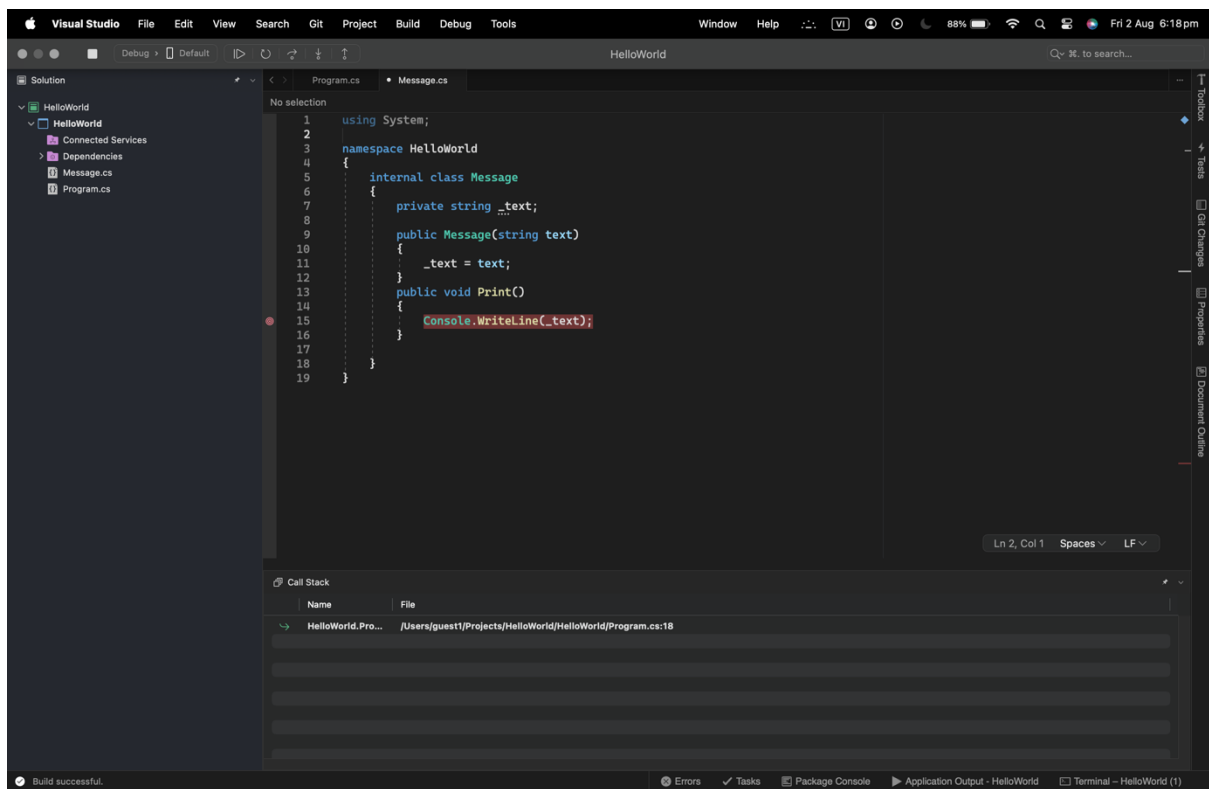 Visual Studio File Edit View Search Git Project Build Debug Tools Window Help VI 88% Fri 2 Aug 6:18 pm
Debug › Default HelloWorld ⌘. to search...
Solution
HelloWorld
HelloWorld
Connected Services
Dependencies
Message.cs
Program.cs
Program.cs • Message.cs
No selection
1 using System;
2
3 namespace HelloWorld
4 {
5 internal class Message
6 {
7 private string _text;
8
9 public Message(string text)
10 {
11 _text = text;
12 }
13 public void Print()
14 {
15 Console.WriteLine(_text);
16 }
17
18 }
19 }
Ln 2, Col 1 Spaces LF
Toolbox
Tests
Git Changes
Properties
Document Outline
Call Stack
Name File
HelloWorld.Pro... /Users/guest1/Projects/HelloWorld/HelloWorld/Program.cs:18
Build successful. Errors Tasks Package Console Application Output - HelloWorld Terminal – HelloWorld (1)